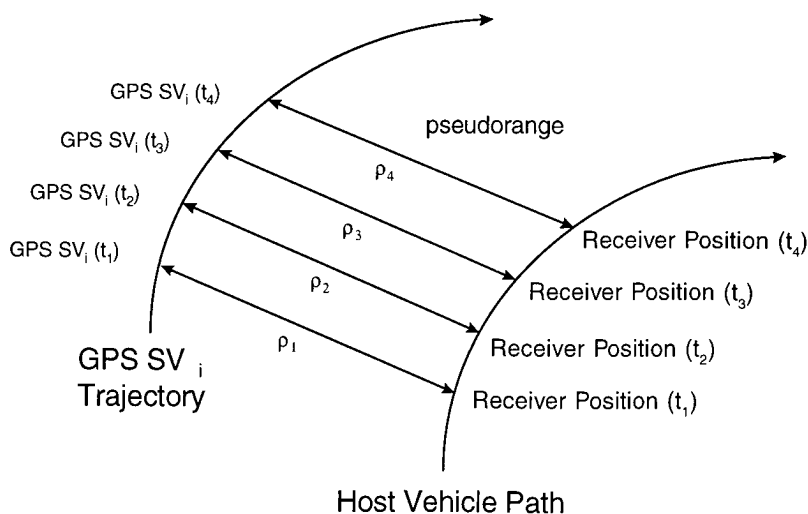 GPS SVᵢ (t₄)
GPS SVᵢ (t₃)
GPS SVᵢ (t₂)
GPS SVᵢ (t₁)
pseudorange
ρ₄
ρ₃
ρ₂
ρ₁
Receiver Position (t₄)
Receiver Position (t₃)
Receiver Position (t₂)
Receiver Position (t₁)
GPS SV ᵢ
Trajectory
Host Vehicle Path